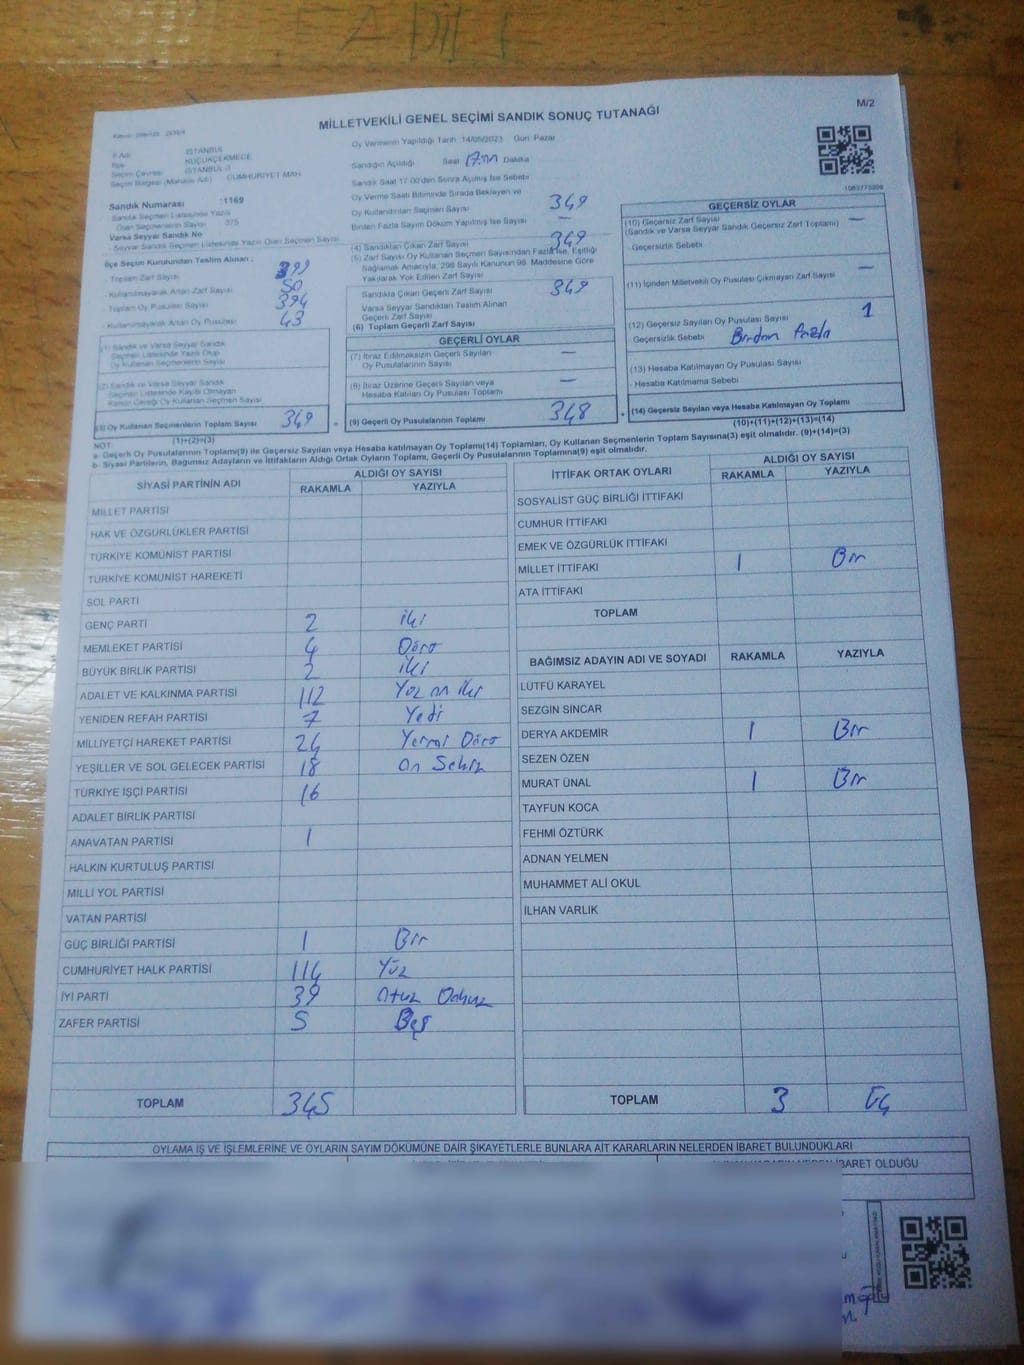 M/2
MİLLETVEKİLİ GENEL SEÇİMİ SANDIK SONUÇ TUTANAĞI
İl Adı İSTANBUL
İlçe KÜÇÜKÇEKMECE
Seçim Çevresi İSTANBUL-3
Seçim Bölgesi (Mahalle Adı) CUMHURİYET MAH.
Sandık Numarası :1169
Sandık Seçmen Listesinde Yazılı
Olan Seçmenlerin Sayısı 375
Varsa Seyyar Sandık No
- Seyyar Sandık Seçmen Listesinde Yazılı Olan Seçmen Sayısı
İlçe Seçim Kurulundan Teslim Alınan ;
- Toplam Zarf Sayısı 399
- Kullanılmayarak Artan Zarf Sayısı 50
Toplam Oy Pusulası Sayısı 394
- Kullanılmayarak Artan Oy Pusulası 43
(1) Sandık ve Varsa Seyyar Sandık
Seçmen Listesinde Yazılı Olup
Oy Kullanan Seçmenlerin Sayısı
(2) Sandık ve Varsa Seyyar Sandık
Seçmen Listesinde Kayıtlı Olmayan
Kanun Gereği Oy Kullanan Seçmen Sayısı
(3) Oy Kullanan Seçmenlerin Toplam Sayısı 349 =
(1)+(2)=(3)
Oy Vermenin Yapıldığı Tarih :14/05/2023 Gün: Pazar
Sandığın Açıldığı Saat Dakika
Sandık Saat 17:00'den Sonra Açılmış İse Sebebi
Oy Verme Saati Bitiminde Sırada Bekleyen ve
Oy Kullandırılan Seçmen Sayısı 349
Birden Fazla Sayım Döküm Yapılmış İse Sayısı —
(4) Sandıktan Çıkan Zarf Sayısı 349
(5) Zarf Sayısı Oy Kullanan Seçmen Sayısından Fazla İse, Eşitliği
Sağlamak Amacıyla, 298 Sayılı Kanunun 98. Maddesine Göre
Yakılarak Yok Edilen Zarf Sayısı
Sandıkta Çıkan Geçerli Zarf Sayısı 349
Varsa Seyyar Sandıktan Teslim Alınan
Geçerli Zarf Sayısı
(6) Toplam Geçerli Zarf Sayısı
GEÇERLİ OYLAR
(7) İtiraz Edilmeksizin Geçerli Sayılan
Oy Pusulalarının Sayısı —
(8) İtiraz Üzerine Geçerli Sayılan veya
Hesaba Katılan Oy Pusulası Toplamı —
(9) Geçerli Oy Pusulalarının Toplamı 348 +
1083775998
GEÇERSİZ OYLAR
(10) Geçersiz Zarf Sayısı —
(Sandık ve Varsa Seyyar Sandık Geçersiz Zarf Toplamı)
-Geçersizlik Sebebi
(11) İçinden Milletvekili Oy Pusulası Çıkmayan Zarf Sayısı —
(12) Geçersiz Sayılan Oy Pusulası Sayısı 1
Geçersizlik Sebebi Birden Fazla
(13) Hesaba Katılmayan Oy Pusulası Sayısı
- Hesaba Katılmama Sebebi
(14) Geçersiz Sayılan veya Hesaba Katılmayan Oy Toplamı
(10)+(11)+(12)+(13)=(14)
NOT:
a- Geçerli Oy Pusulasının Toplamı(9) ile Geçersiz Sayılan veya Hesaba katılmayan Oy Toplamı(14) Toplamları, Oy Kullanan Seçmenlerin Toplam Sayısına(3) eşit olmalıdır. (9)+(14)=(3)
b- Siyasi Partilerin, Bağımsız Adayların ve İttifakların Aldığı Ortak Oyların Toplamı, Geçerli Oy Pusulalarının Toplamına(9) eşit olmalıdır.
SİYASİ PARTİNİN ADI ALDIĞI OY SAYISI
RAKAMLA YAZIYLA
MİLLET PARTİSİ
HAK VE ÖZGÜRLÜKLER PARTİSİ
TÜRKİYE KOMÜNİST PARTİSİ
TÜRKİYE KOMÜNİST HAREKETİ
SOL PARTİ
GENÇ PARTİ 2 iki
MEMLEKET PARTİSİ 4 Dört
BÜYÜK BİRLİK PARTİSİ 2 iki
ADALET VE KALKINMA PARTİSİ 112 Yüz on iki
YENİDEN REFAH PARTİSİ 7 Yedi
MİLLİYETÇİ HAREKET PARTİSİ 24 Yirmi Dört
YEŞİLLER VE SOL GELECEK PARTİSİ 18 on Sekiz
TÜRKİYE İŞÇİ PARTİSİ 16
ADALET BİRLİK PARTİSİ
ANAVATAN PARTİSİ 1
HALKIN KURTULUŞ PARTİSİ
MİLLİ YOL PARTİSİ
VATAN PARTİSİ
GÜÇ BİRLİĞİ PARTİSİ 1 Bir
CUMHURİYET HALK PARTİSİ 114 Yüz
İYİ PARTİ 39 Otuz Dokuz
ZAFER PARTİSİ 5 Beş
TOPLAM 345
İTTİFAK ORTAK OYLARI ALDIĞI OY SAYISI
RAKAMLA YAZIYLA
SOSYALİST GÜÇ BİRLİĞİ İTTİFAKI
CUMHUR İTTİFAKI
EMEK VE ÖZGÜRLÜK İTTİFAKI
MİLLET İTTİFAKI 1 Bir
ATA İTTİFAKI
TOPLAM
BAĞIMSIZ ADAYIN ADI VE SOYADI RAKAMLA YAZIYLA
LÜTFÜ KARAYEL
SEZGİN SİNCAR
DERYA AKDEMİR 1 Bir
SEZEN ÖZEN
MURAT ÜNAL 1 Bir
TAYFUN KOCA
FEHMİ ÖZTÜRK
ADNAN YELMEN
MUHAMMET ALİ OKUL
İLHAN VARLIK
TOPLAM 3 Üç
OYLAMA İŞ VE İŞLEMLERİNE VE OYLARIN SAYIM DÖKÜMÜNE DAİR ŞİKAYETLERLE BUNLARA AİT KARARLARIN NELERDEN İBARET BULUNDUKLARI
İBARET OLDUĞU